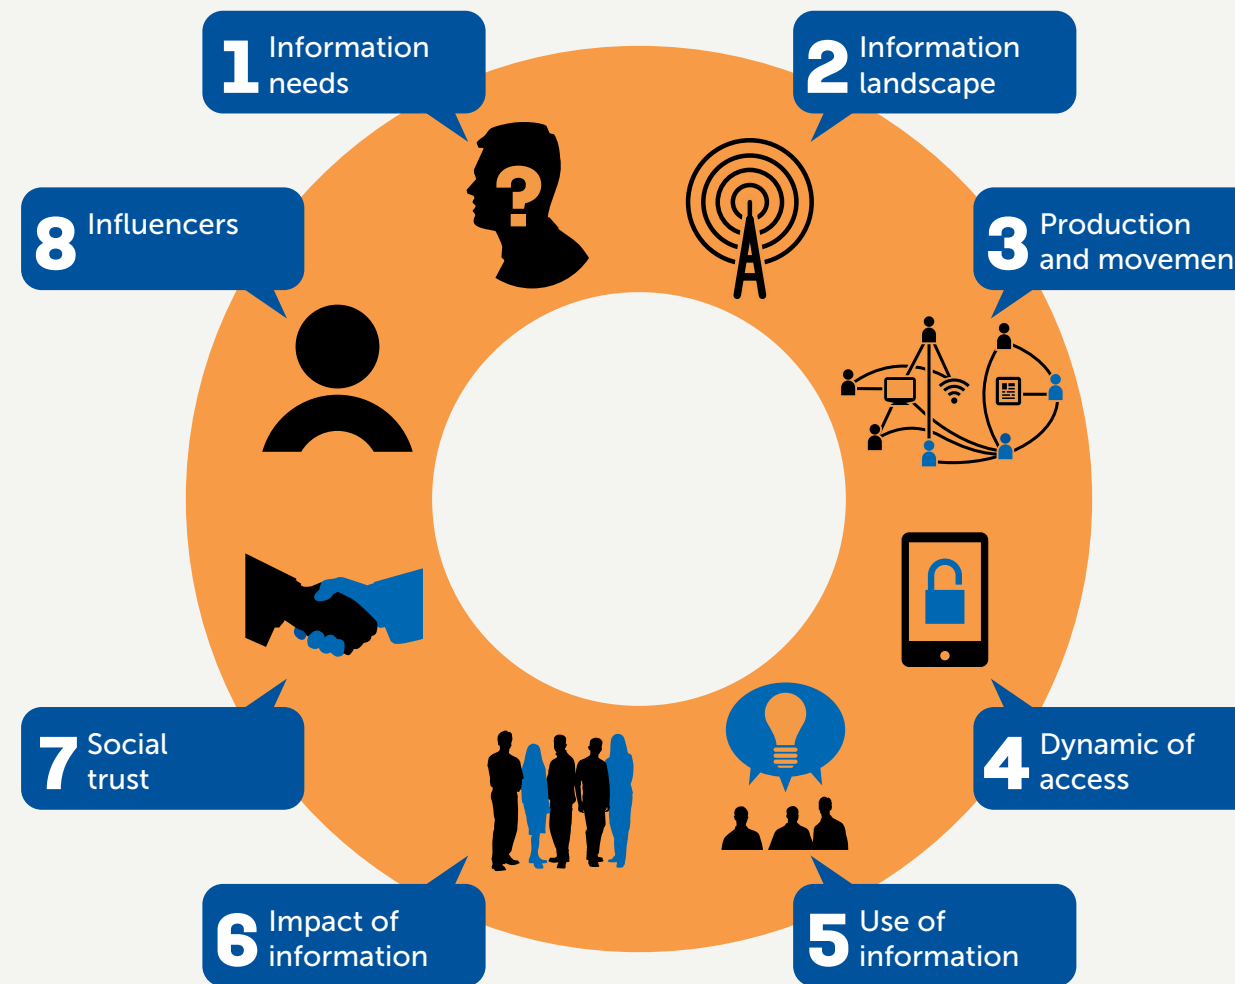 1 Information
needs
2 Information
landscape
3 Production
and movemen
4 Dynamic of
access
5 Use of
information
6 Impact of
information
7 Social
trust
8 Influencers
?